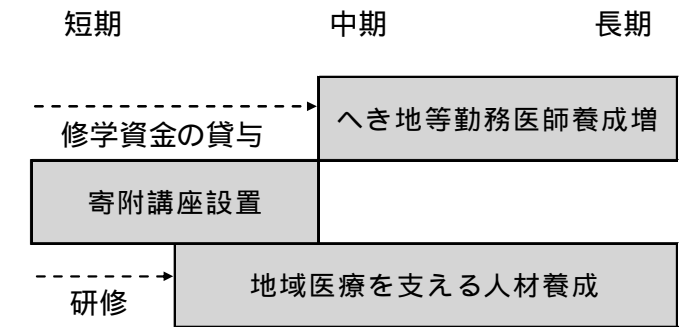 短期 中期 長期
へき地等勤務医師養成増
修学資金の貸与
寄附講座設置
地域医療を支える人材養成
研修